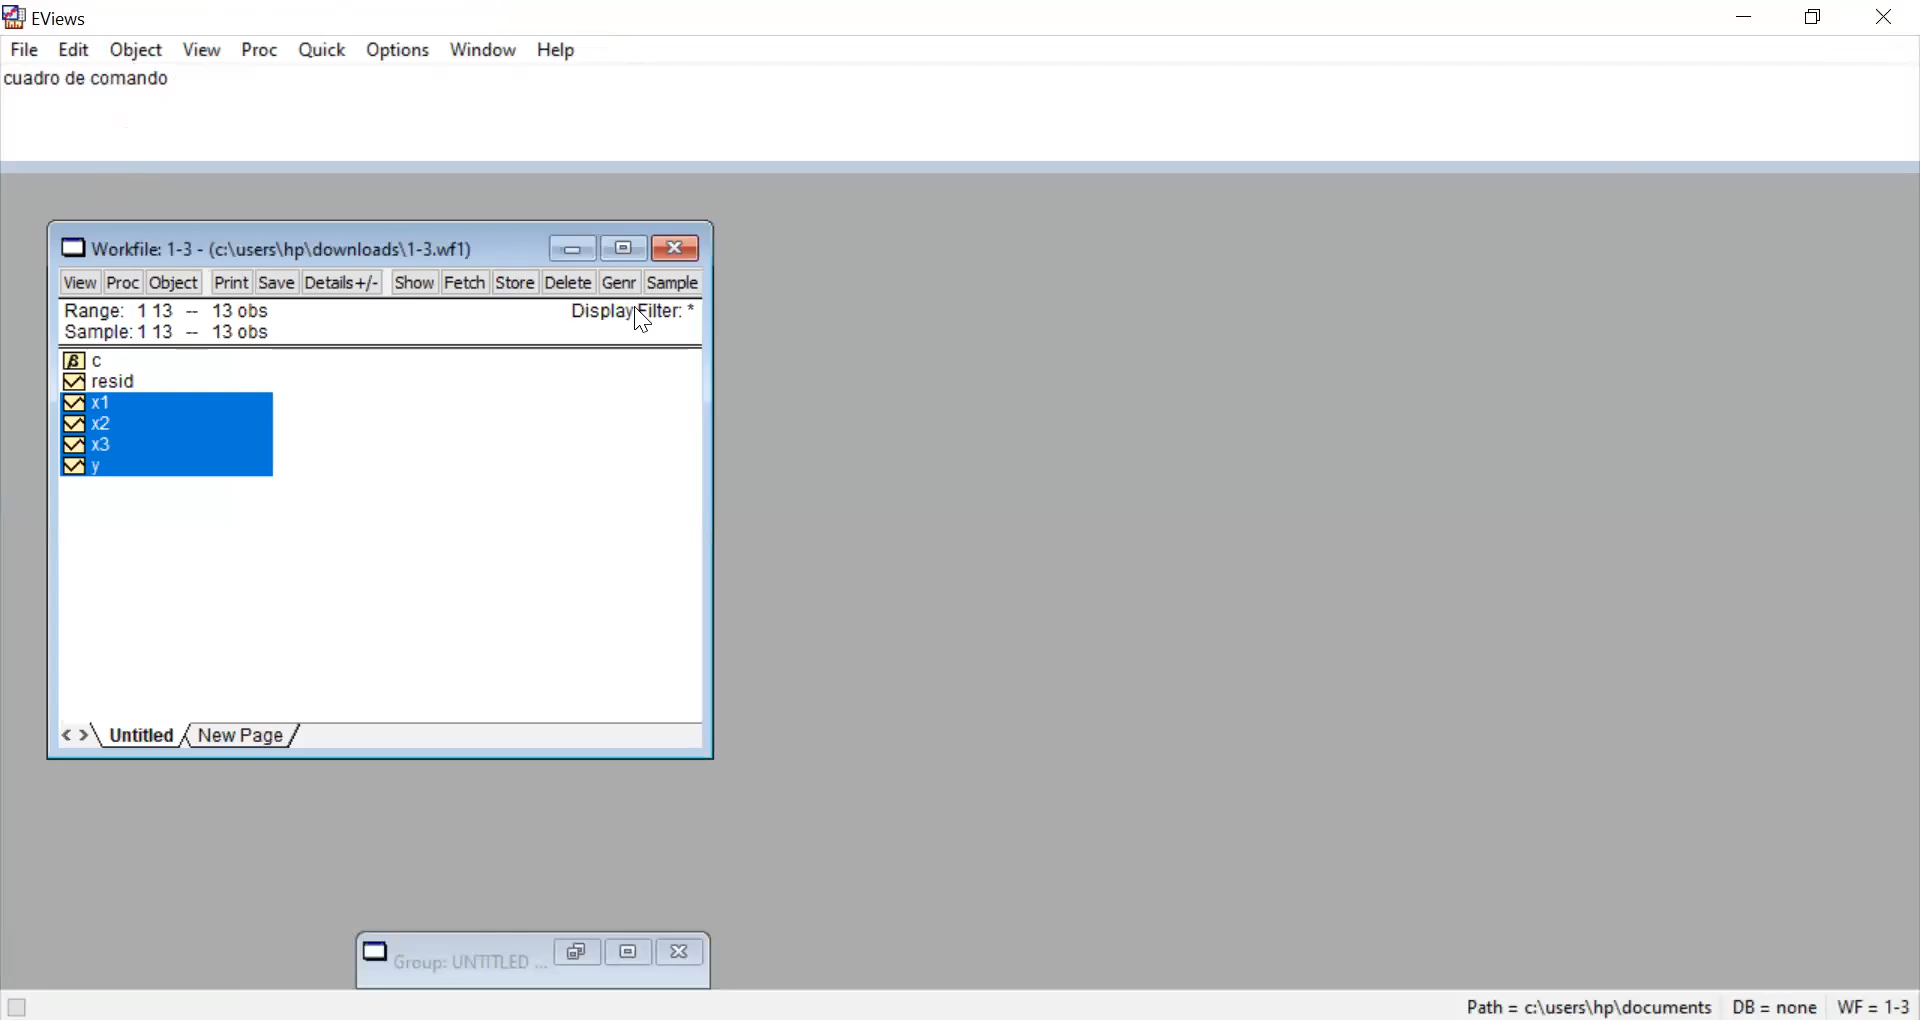 EViews
File Edit Object View Proc Quick Options Window Help
cuadro de comando
Workfile: 1-3 - (c:\users\hp\downloads\1-3.wf1)
View Proc Object Print Save Details+/- Show Fetch Store Delete Genr Sample
Range: 1 13 -- 13 obs Display Filter: *
Sample: 1 13 -- 13 obs
β c
resid
x1
x2
x3
y
< > Untitled New Page
Group: UNTITLED ...
Path = c:\users\hp\documents DB = none WF = 1-3